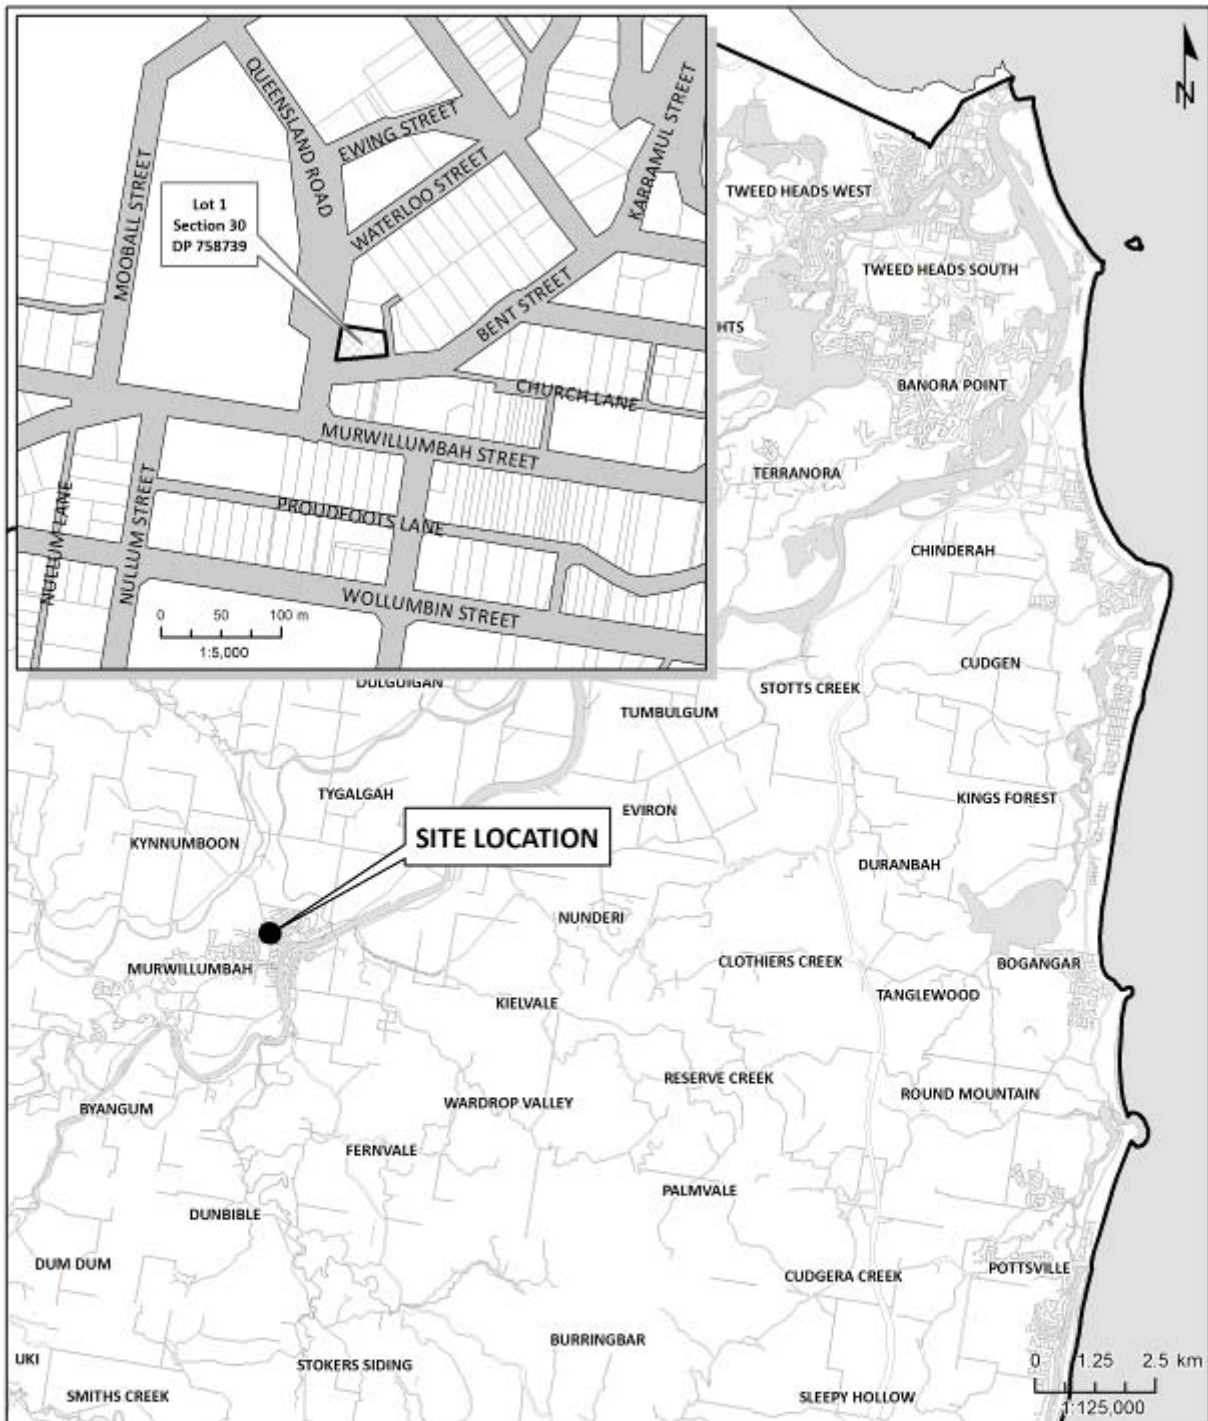 QUEENSLAND ROAD
EWING STREET
KARRAMUL STREET
MOOBALL STREET
WATERLOO STREET
Lot 1
Section 30
DP 758739
BENT STREET
CHURCH LANE
MURWILLUMBAH STREET
NULLUM LANE
NULLUM STREET
PROUDFOOTS LANE
WOLLUMBIN STREET
0 50 100 m
1:5,000
N
TWEED HEADS WEST
TWEED HEADS SOUTH
HTS
BANORA POINT
TERRANORA
CHINDERAH
CUDGEN
STOTTS CREEK
DULGUIGAN
TUMBULGUM
TYGALGAH
KINGS FOREST
EVIRON
SITE LOCATION
KYNNUMBOON
DURANBAH
NUNDERI
MURWILLUMBAH
CLOTHIERS CREEK
BOGANGAR
TANGLEWOOD
KIELVALE
RESERVE CREEK
ROUND MOUNTAIN
WARDROP VALLEY
BYANGUM
FERNVALE
PALMVALE
DUNBIBLE
DUM DUM
CUDGERA CREEK
POTTSVILLE
BURRINGBAR
UKI
STOKERS SIDING
SMITHS CREEK
SLEEPY HOLLOW
0 1.25 2.5 km
1:125,000